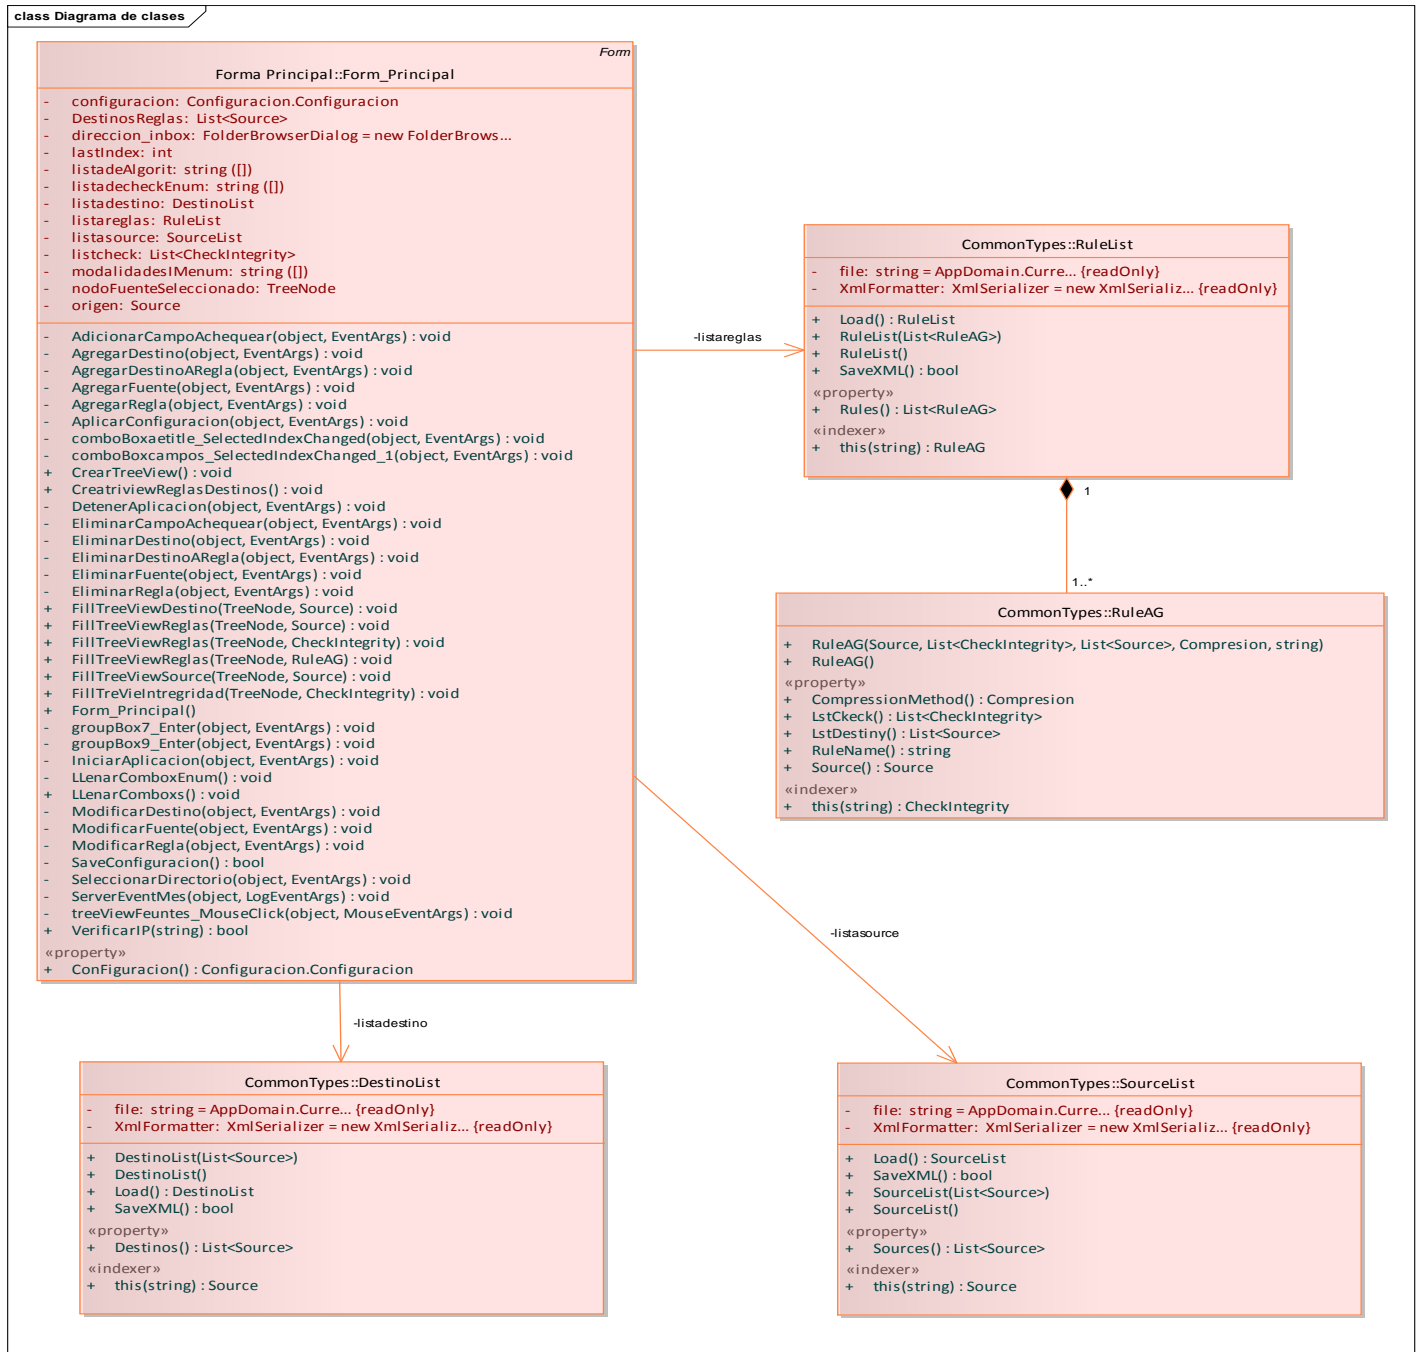 class Diagrama de clases
Form
Forma Principal::Form_Principal
- configuracion: Configuracion.Configuracion
- DestinosReglas: List<Source>
- direccion_inbox: FolderBrowserDialog = new FolderBrows...
- lastIndex: int
- listadeAlgorit: string ([])
- listadecheckEnum: string ([])
- listadestino: DestinoList
- listareglas: RuleList
- listasource: SourceList
- listcheck: List<CheckIntegrity>
- modalidadesIMenum: string ([])
- nodoFuenteSeleccionado: TreeNode
- origen: Source
- AdicionarCampoAchequear(object, EventArgs) : void
- AgregarDestino(object, EventArgs) : void
- AgregarDestinoARegla(object, EventArgs) : void
- AgregarFuente(object, EventArgs) : void
- AgregarRegla(object, EventArgs) : void
- AplicarConfiguracion(object, EventArgs) : void
- comboBoxaetitle_SelectedIndexChanged(object, EventArgs) : void
- comboBoxcampos_SelectedIndexChanged_1(object, EventArgs) : void
+ CrearTreeView() : void
+ CreatriviewReglasDestinos() : void
- DetenerAplicacion(object, EventArgs) : void
- EliminarCampoAchequear(object, EventArgs) : void
- EliminarDestino(object, EventArgs) : void
- EliminarDestinoARegla(object, EventArgs) : void
- EliminarFuente(object, EventArgs) : void
- EliminarRegla(object, EventArgs) : void
+ FillTreeViewDestino(TreeNode, Source) : void
+ FillTreeViewReglas(TreeNode, Source) : void
+ FillTreeViewReglas(TreeNode, CheckIntegrity) : void
+ FillTreeViewReglas(TreeNode, RuleAG) : void
+ FillTreeViewSource(TreeNode, Source) : void
+ FillTreVieIntregridad(TreeNode, CheckIntegrity) : void
+ Form_Principal()
- groupBox7_Enter(object, EventArgs) : void
- groupBox9_Enter(object, EventArgs) : void
- IniciarAplicacion(object, EventArgs) : void
- LLenarComboxEnum() : void
+ LLenarComboxs() : void
- ModificarDestino(object, EventArgs) : void
- ModificarFuente(object, EventArgs) : void
- ModificarRegla(object, EventArgs) : void
- SaveConfiguracion() : bool
- SeleccionarDirectorio(object, EventArgs) : void
- ServerEventMes(object, LogEventArgs) : void
- treeViewFeuntes_MouseClick(object, MouseEventArgs) : void
+ VerificarIP(string) : bool
«property»
+ ConFiguracion() : Configuracion.Configuracion
-listareglas
CommonTypes::RuleList
- file: string = AppDomain.Curre... {readOnly}
- XmlFormatter: XmlSerializer = new XmlSerializ... {readOnly}
+ Load() : RuleList
+ RuleList(List<RuleAG>)
+ RuleList()
+ SaveXML() : bool
«property»
+ Rules() : List<RuleAG>
«indexer»
+ this(string) : RuleAG
1
1..*
CommonTypes::RuleAG
+ RuleAG(Source, List<CheckIntegrity>, List<Source>, Compresion, string)
+ RuleAG()
«property»
+ CompressionMethod() : Compresion
+ LstCkeck() : List<CheckIntegrity>
+ LstDestiny() : List<Source>
+ RuleName() : string
+ Source() : Source
«indexer»
+ this(string) : CheckIntegrity
-listasource
-listadestino
CommonTypes::DestinoList
- file: string = AppDomain.Curre... {readOnly}
- XmlFormatter: XmlSerializer = new XmlSerializ... {readOnly}
+ DestinoList(List<Source>)
+ DestinoList()
+ Load() : DestinoList
+ SaveXML() : bool
«property»
+ Destinos() : List<Source>
«indexer»
+ this(string) : Source
CommonTypes::SourceList
- file: string = AppDomain.Curre... {readOnly}
- XmlFormatter: XmlSerializer = new XmlSerializ... {readOnly}
+ Load() : SourceList
+ SaveXML() : bool
+ SourceList(List<Source>)
+ SourceList()
«property»
+ Sources() : List<Source>
«indexer»
+ this(string) : Source